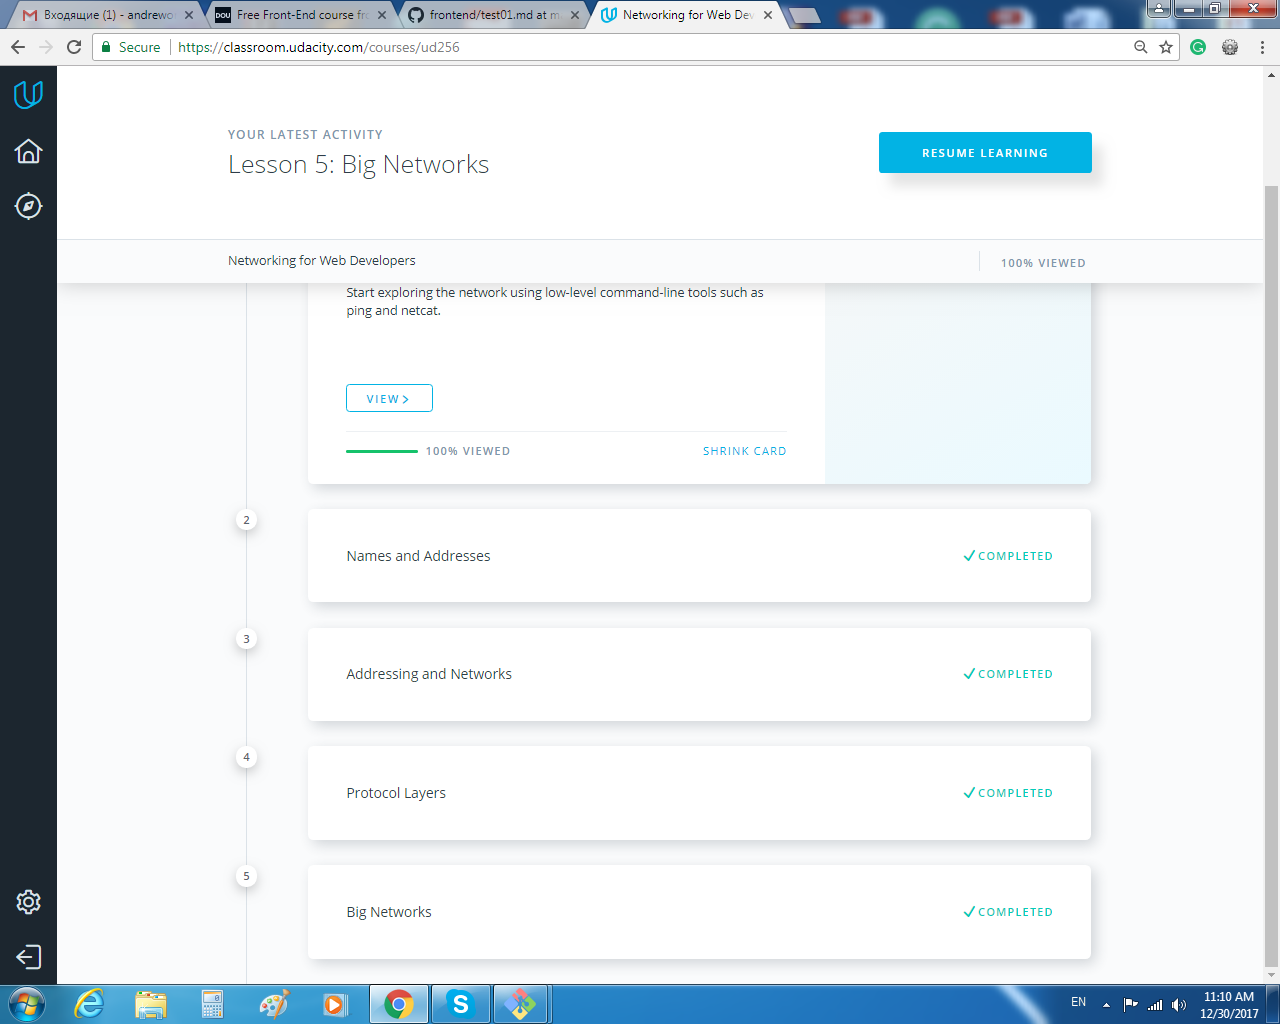 Входящие (1) - andrewo
DOU
Free Front-End course fr
frontend/test01.md at m
Networking for Web Dev
Secure
https://classroom.udacity.com/courses/ud256
YOUR LATEST ACTIVITY
Lesson 5: Big Networks
RESUME LEARNING
Networking for Web Developers
100% VIEWED
Start exploring the network using low-level command-line tools such as
ping and netcat.
VIEW >
100% VIEWED
SHRINK CARD
2
Names and Addresses
COMPLETED
3
Addressing and Networks
COMPLETED
4
Protocol Layers
COMPLETED
5
Big Networks
COMPLETED
EN
11:10 AM
12/30/2017